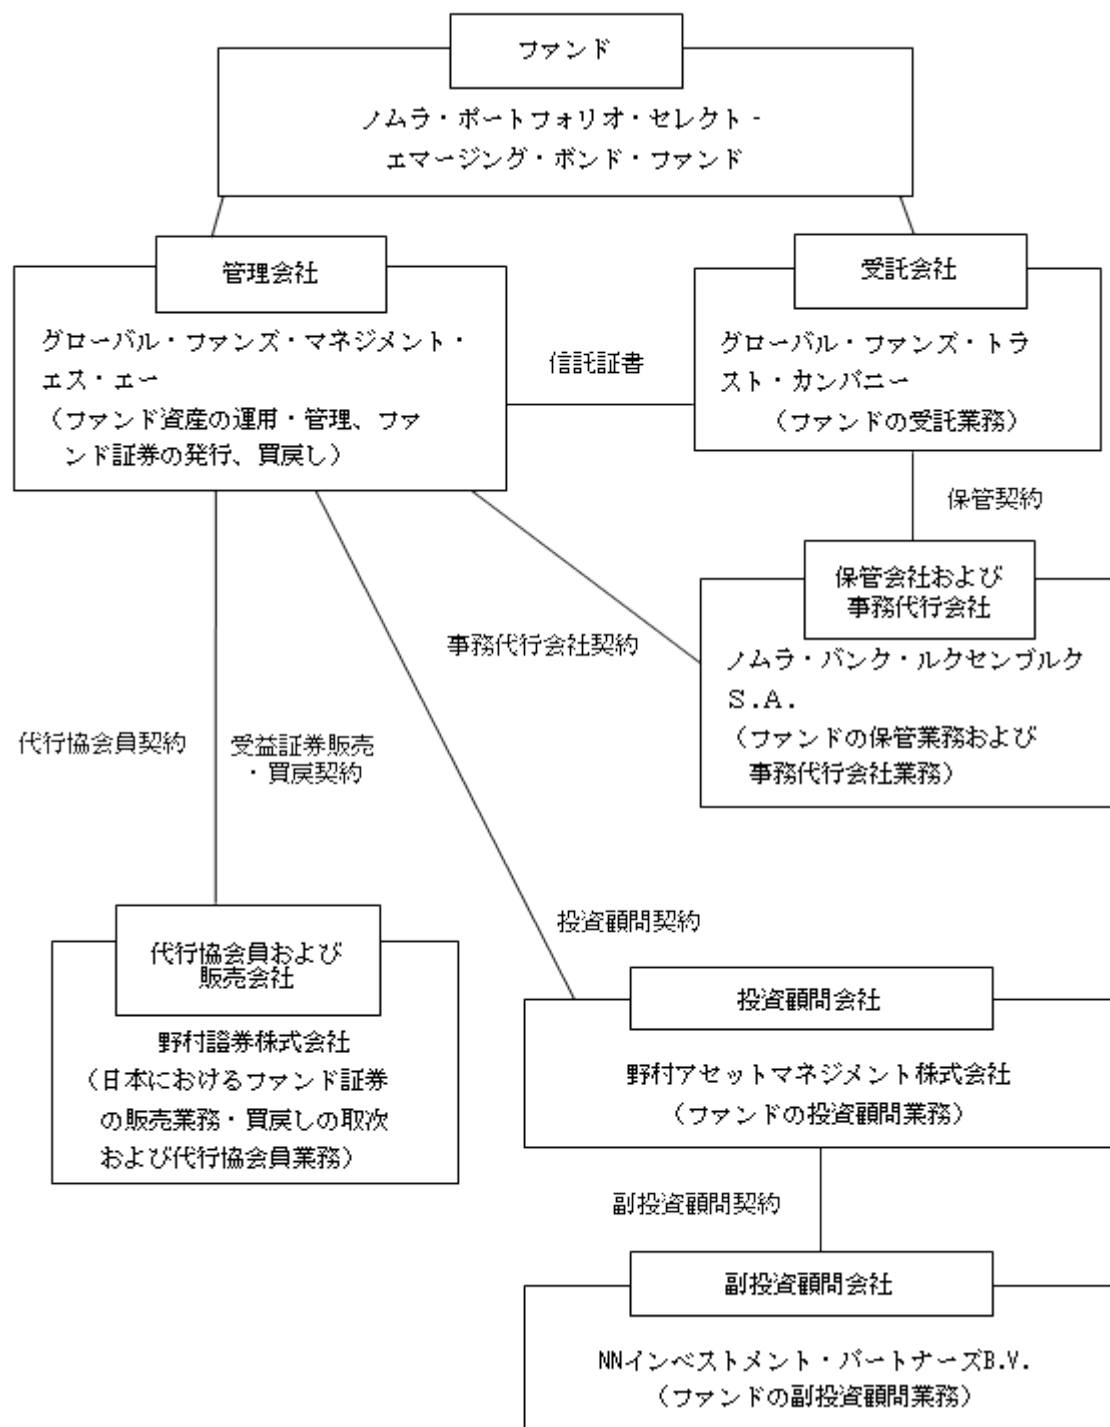 ファンド
ノムラ・ポートフォリオ・セレクト -
エマージング・ボンド・ファンド
管理会社
グローバル・ファンズ・マネジメント・
エス・エー
（ファンド資産の運用・管理、ファ
ンド証券の発行、買戻し）
信託証書
受託会社
グローバル・ファンズ・トラ
スト・カンパニー
（ファンドの受託業務）
保管契約
保管会社および
事務代行会社
ノムラ・バンク・ルクセンブルク
Ｓ.Ａ.
（ファンドの保管業務および
事務代行会社業務）
事務代行会社契約
代行協会員契約
受益証券販売
・買戻契約
代行協会員および
販売会社
野村證券株式会社
（日本におけるファンド証券
の販売業務・買戻しの取次
および代行協会員業務）
投資顧問契約
投資顧問会社
野村アセットマネジメント株式会社
（ファンドの投資顧問業務）
副投資顧問契約
副投資顧問会社
NNインベストメント・パートナーズB.V.
（ファンドの副投資顧問業務）